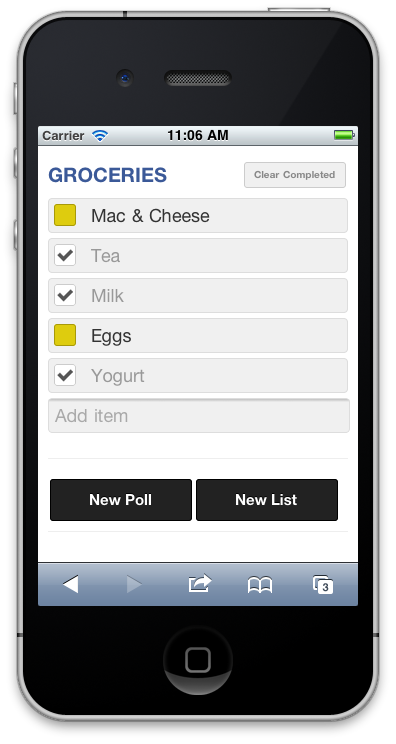 Carrier 11:06 AM
GROCERIES Clear Completed
Mac & Cheese
Tea
Milk
Eggs
Yogurt
Add item
New Poll New List
3